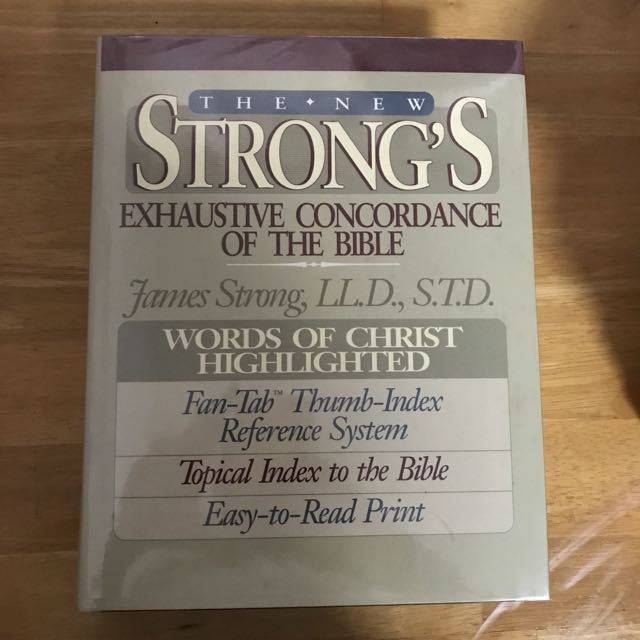 THE ✦ NEW
STRONG'S
EXHAUSTIVE CONCORDANCE
OF THE BIBLE
James Strong, LL.D., S.T.D.
WORDS OF CHRIST
HIGHLIGHTED
Fan-Tab™ Thumb-Index
Reference System
Topical Index to the Bible
Easy-to-Read Print